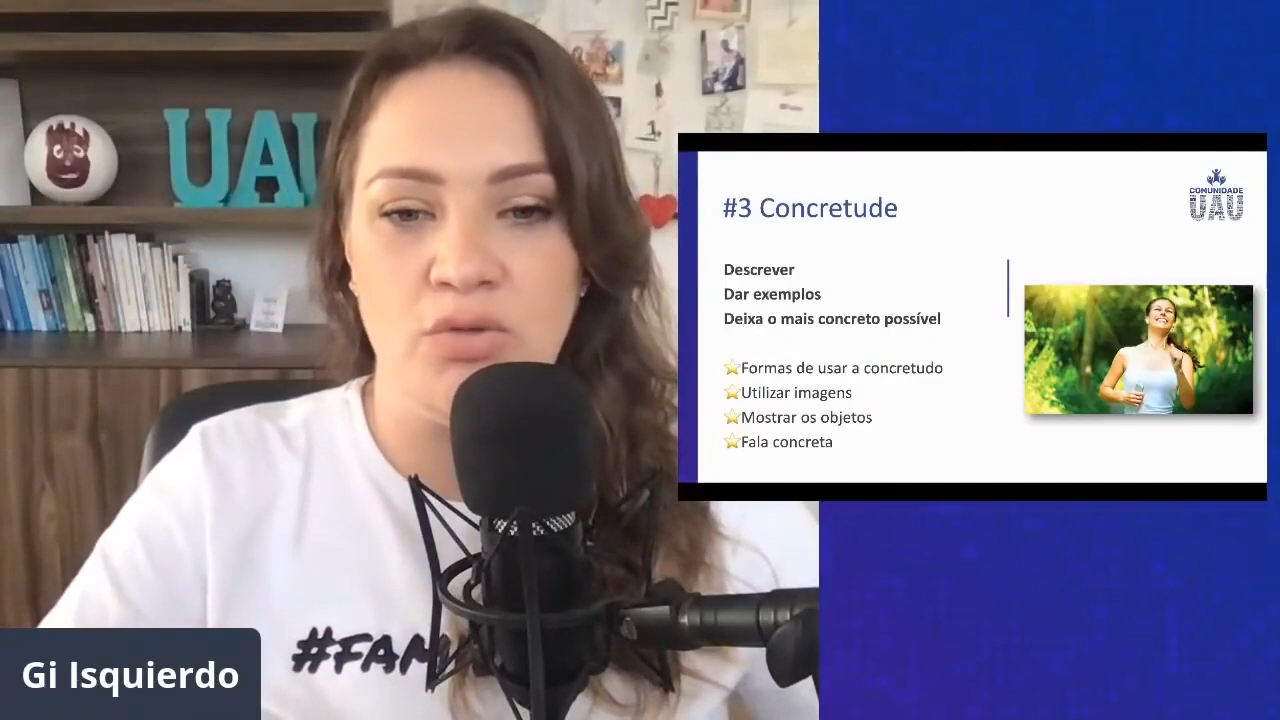 UAU
#FAM
Gi Isquierdo
#3 Concretude
COMUNIDADE
UAU
Descrever
Dar exemplos
Deixa o mais concreto possível
⭐Formas de usar a concretudo
⭐Utilizar imagens
⭐Mostrar os objetos
⭐Fala concreta